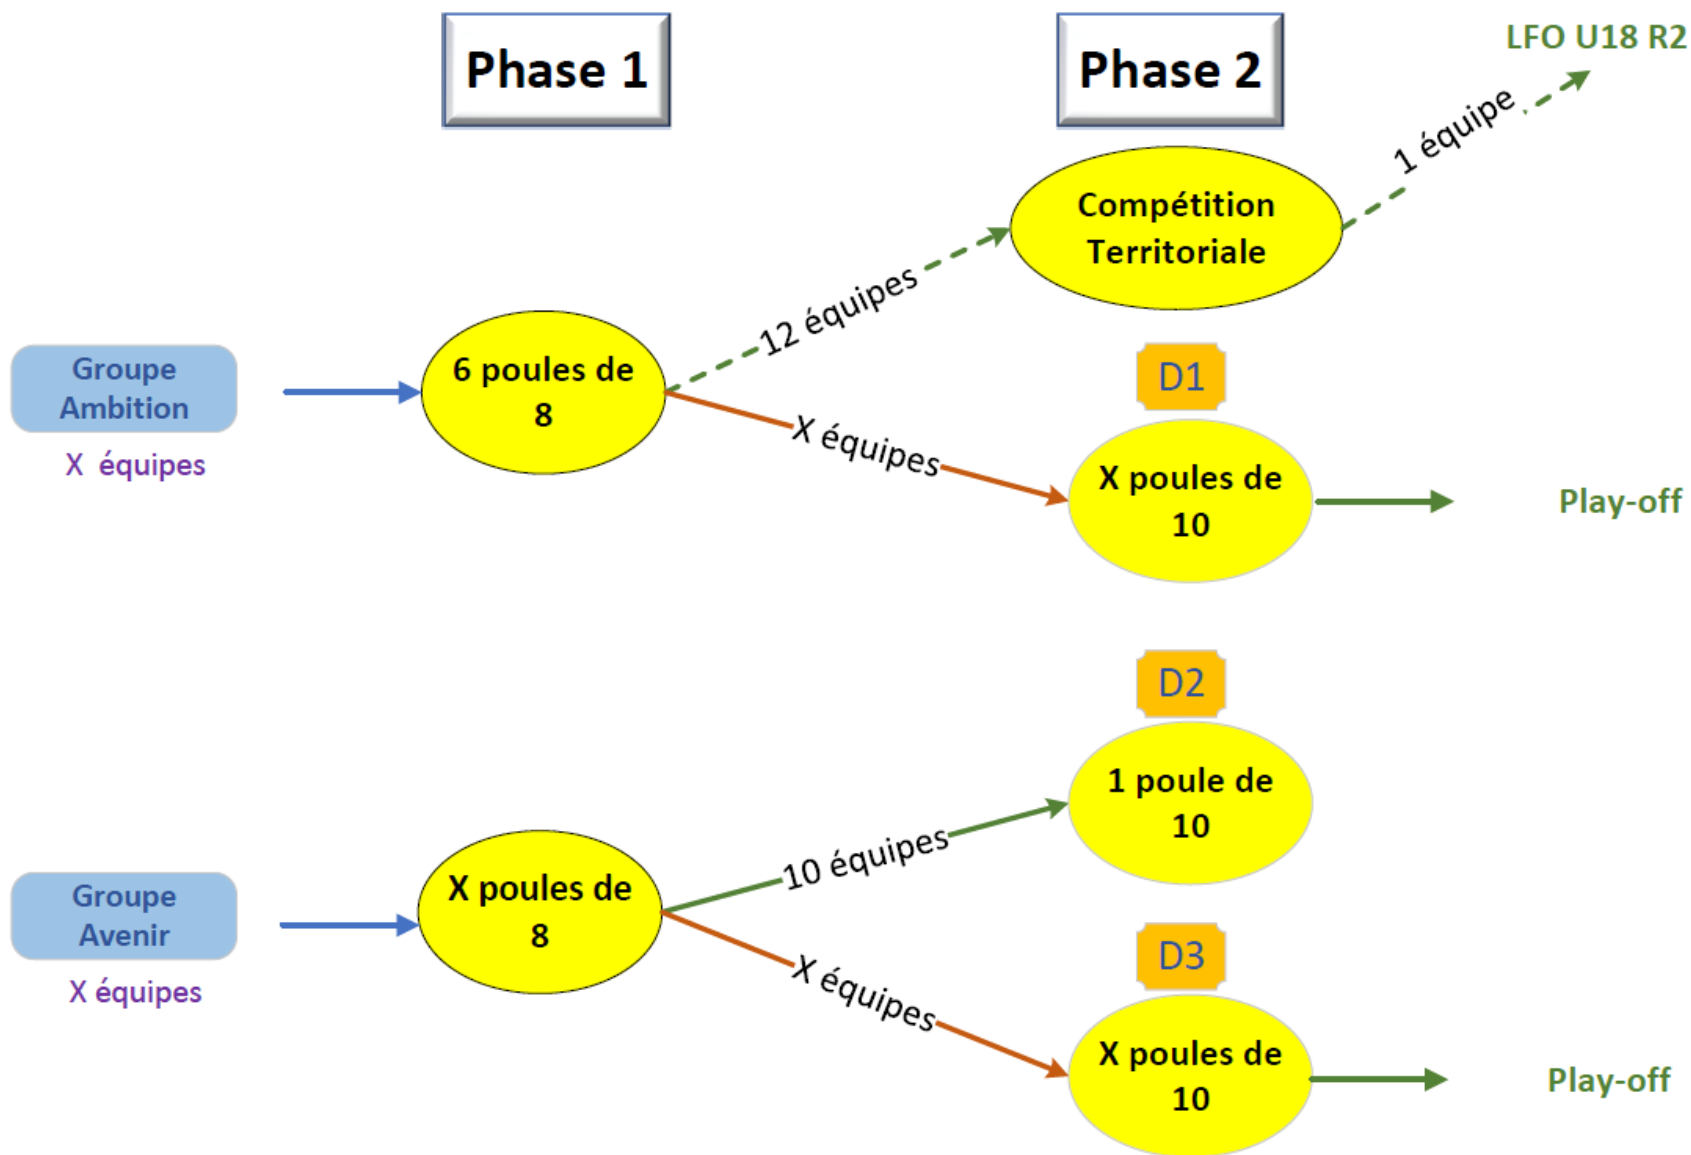 Phase 1
Phase 2
LFO U18 R2
1 équipe
Compétition
Territoriale
12 équipes
Groupe
Ambition
X équipes
6 poules de
8
X équipes
D1
X poules de
10
Play-off
D2
1 poule de
10
10 équipes
Groupe
Avenir
X équipes
X poules de
8
X équipes
D3
X poules de
10
Play-off